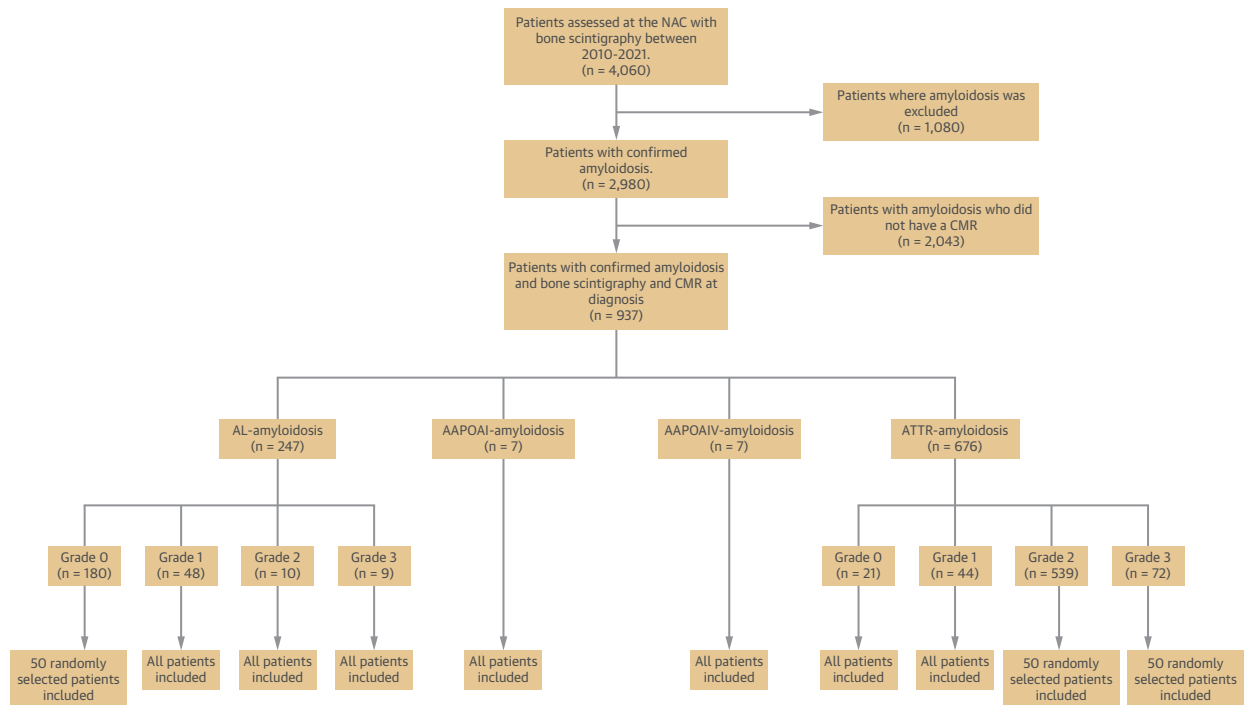 Patients assessed at the NAC with
bone scintigraphy between
2010-2021.
(n = 4,060)
Patients where amyloidosis was
excluded
(n = 1,080)
Patients with confirmed
amyloidosis.
(n = 2,980)
Patients with amyloidosis who did
not have a CMR
(n = 2,043)
Patients with confirmed amyloidosis
and bone scintigraphy and CMR at
diagnosis
(n = 937)
AL-amyloidosis
(n = 247)
AAPOAI-amyloidosis
(n = 7)
AAPOAIV-amyloidosis
(n = 7)
ATTR-amyloidosis
(n = 676)
Grade 0
(n = 180)
Grade 1
(n = 48)
Grade 2
(n = 10)
Grade 3
(n = 9)
Grade 0
(n = 21)
Grade 1
(n = 44)
Grade 2
(n = 539)
Grade 3
(n = 72)
50 randomly
selected patients
included
All patients
included
All patients
included
All patients
included
All patients
included
All patients
included
All patients
included
All patients
included
50 randomly
selected patients
included
50 randomly
selected patients
included